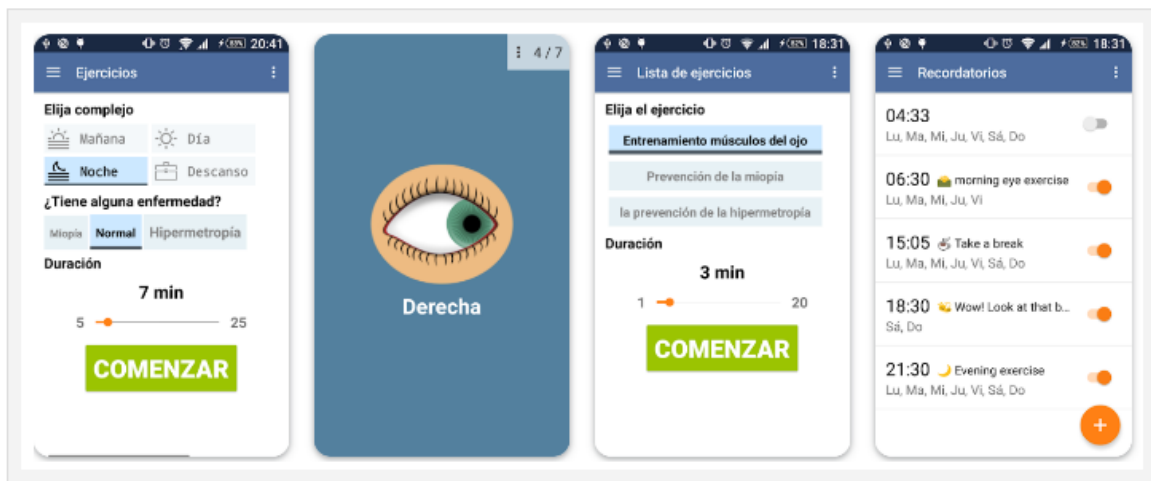 20:41
Ejercicios
Elija complejo
Mañana
Día
Noche
Descanso
¿Tiene alguna enfermedad?
Miopía Normal Hipermetropía
Duración
7 min
5 25
COMENZAR
4/7
Derecha
18:31
Lista de ejercicios
Elija el ejercicio
Entrenamiento músculos del ojo
Prevención de la miopía
la prevención de la hipermetropía
Duración
3 min
1 20
COMENZAR
18:31
Recordatorios
04:33
Lu, Ma, Mi, Ju, Vi, Sá, Do
06:30 morning eye exercise
Lu, Ma, Mi, Ju, Vi
15:05 Take a break
Lu, Ma, Mi, Ju, Vi, Sá, Do
18:30 Wow! Look at that b...
Sá, Do
21:30 Evening exercise
Lu, Ma, Mi, Ju, Vi, Sá, Do
+